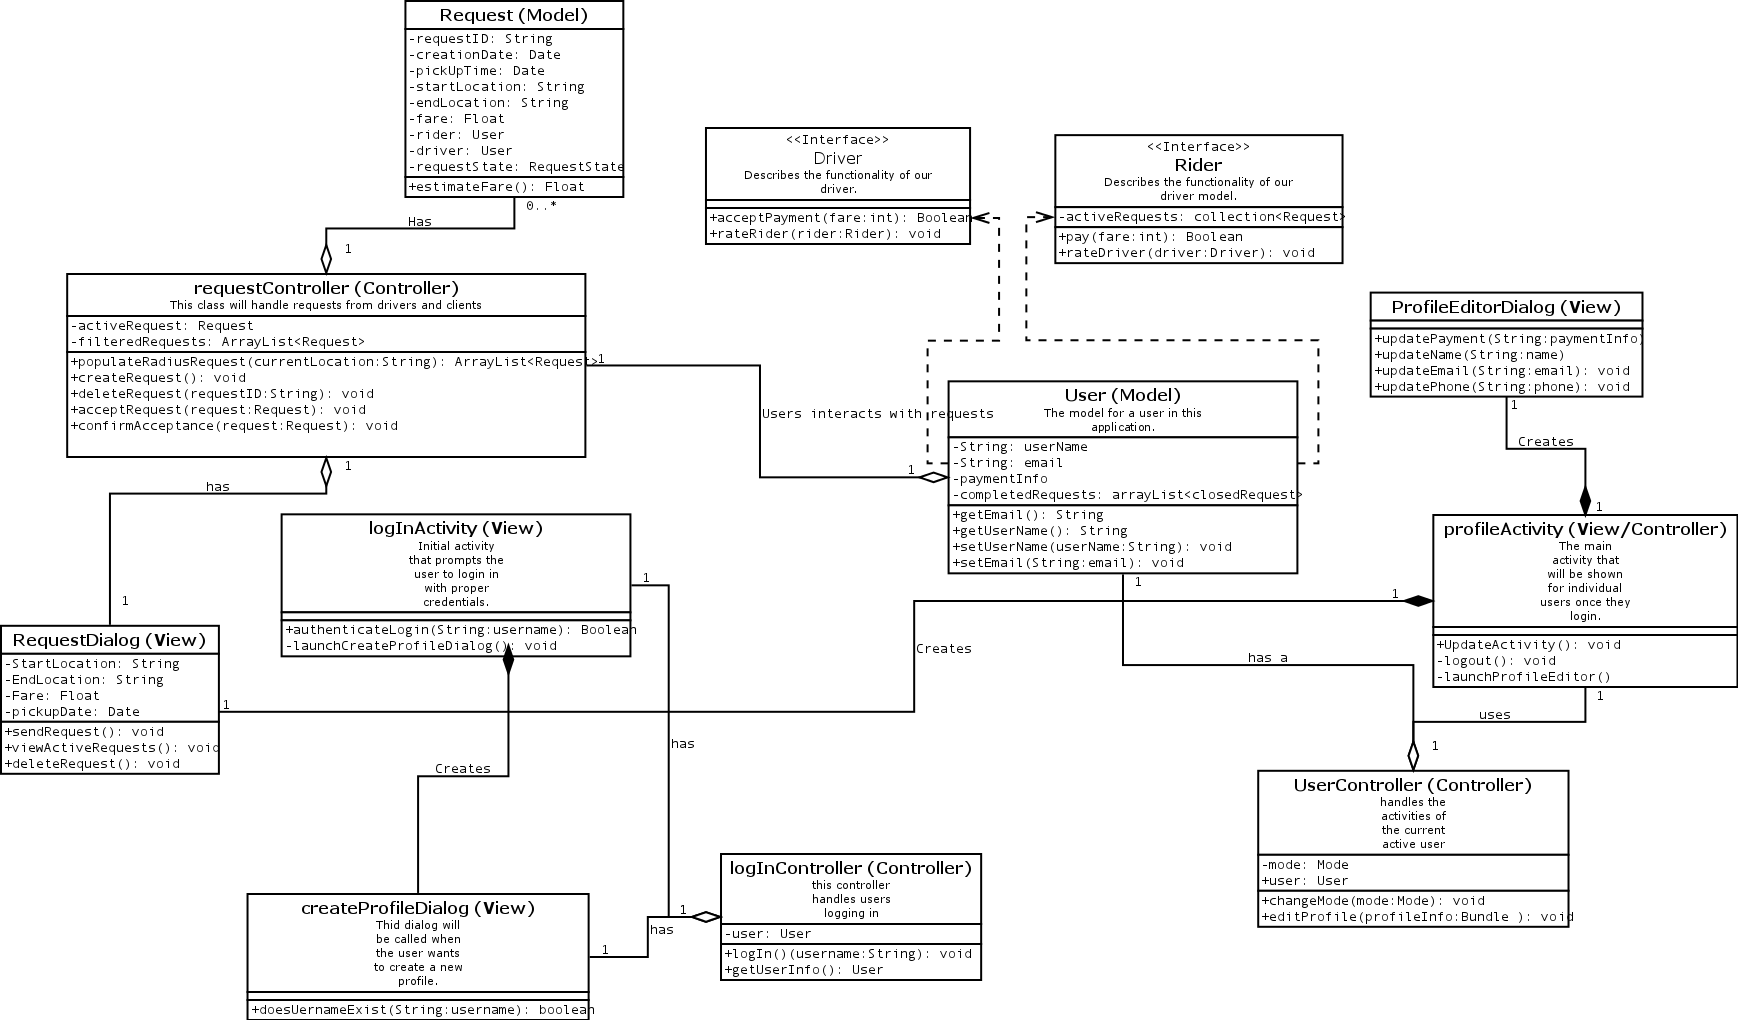 Request (Model)
-requestID: String
-creationDate: Date
-pickUpTime: Date
-startLocation: String
-endLocation: String
-fare: Float
-rider: User
-driver: User
-requestState: RequestState
+estimateFare(): Float
0..*
Has
1
<<Interface>>
Driver
Describes the functionality of our
driver.
+acceptPayment(fare:int): Boolean
+rateRider(rider:Rider): void
<<Interface>>
Rider
Describes the functionality of our
driver model.
-activeRequests: collection<Request>
+pay(fare:int): Boolean
+rateDriver(driver:Driver): void
requestController (Controller)
This class will handle requests from drivers and clients
-activeRequest: Request
-filteredRequests: ArrayList<Request>
+populateRadiusRequest(currentLocation:String): ArrayList<Request>
+createRequest(): void
+deleteRequest(requestID:String): void
+acceptRequest(request:Request): void
+confirmAcceptance(request:Request): void
1
Users interacts with requests
1
ProfileEditorDialog (View)
+updatePayment(String:paymentInfo)
+updateName(String:name)
+updateEmail(String:email): void
+updatePhone(String:phone): void
1
Creates
1
User (Model)
The model for a user in this
application.
-String: userName
-String: email
-paymentInfo
-completedRequests: arrayList<closedRequest>
+getEmail(): String
+getUserName(): String
+setUserName(userName:String): void
+setEmail(String:email): void
1
has a
1
has
1
logInActivity (View)
Initial activity
that prompts the
user to login in
with proper
credentials.
+authenticateLogin(String:username): Boolean
-launchCreateProfileDialog(): void
1
has
profileActivity (View/Controller)
The main
activity that
will be shown
for individual
users once they
login.
+UpdateActivity(): void
-logout(): void
-launchProfileEditor()
1
Creates
1
1
uses
1
RequestDialog (View)
-StartLocation: String
-EndLocation: String
-Fare: Float
-pickupDate: Date
+sendRequest(): void
+viewActiveRequests(): void
+deleteRequest(): void
Creates
UserController (Controller)
handles the
activities of
the current
active user
-mode: Mode
+user: User
+changeMode(mode:Mode): void
+editProfile(profileInfo:Bundle ): void
logInController (Controller)
this controller
handles users
logging in
-user: User
+logIn()(username:String): void
+getUserInfo(): User
1
has
1
createProfileDialog (View)
Thid dialog will
be called when
the user wants
to create a new
profile.
+doesUernameExist(String:username): boolean